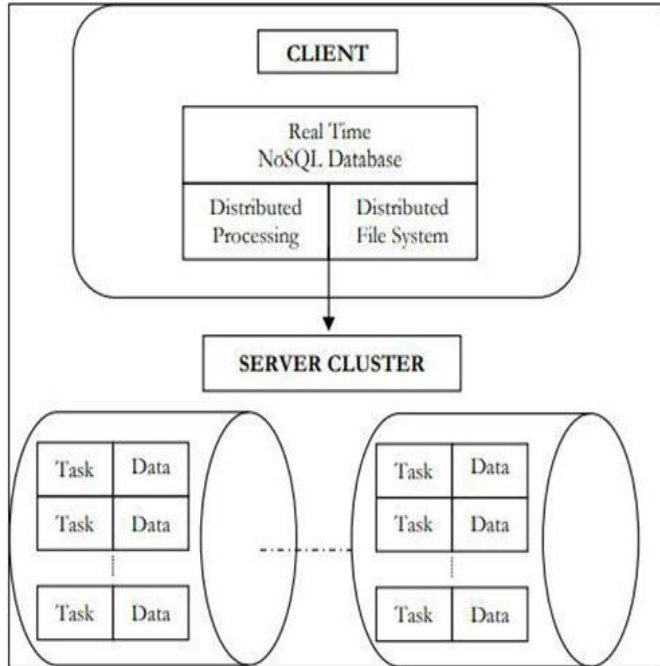 CLIENT
Real Time
NoSQL Database
Distributed
Processing
Distributed
File System
SERVER CLUSTER
Task Data
Task Data
Task Data
Task Data
Task Data
Task Data